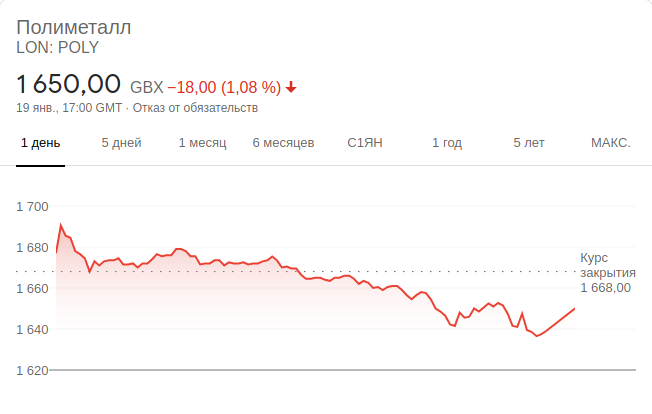 Полиметалл
LON: POLY
1 650,00 GBX −18,00 (1,08 %)
19 янв., 17:00 GMT · Отказ от обязательств
1 день 5 дней 1 месяц 6 месяцев С1ЯН 1 год 5 лет МАКС.
1 700
1 680
1 660
1 640
1 620
Курс
закрытия
1 668,00